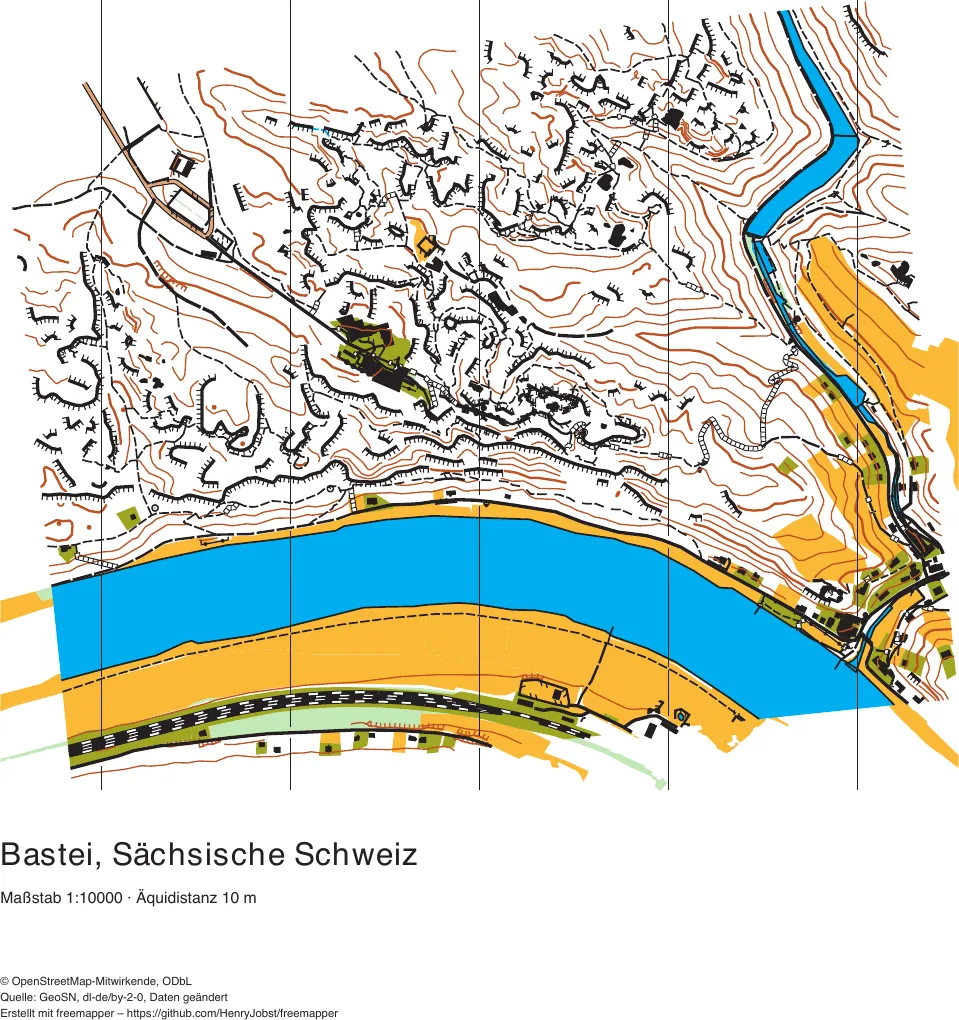 Bastei, Sächsische Schweiz
Maßstab 1:10000 · Äquidistanz 10 m
© OpenStreetMap-Mitwirkende, ODbL
Quelle: GeoSN, dl-de/by-2-0, Daten geändert
Erstellt mit freemapper – https://github.com/HenryJobst/freemapper